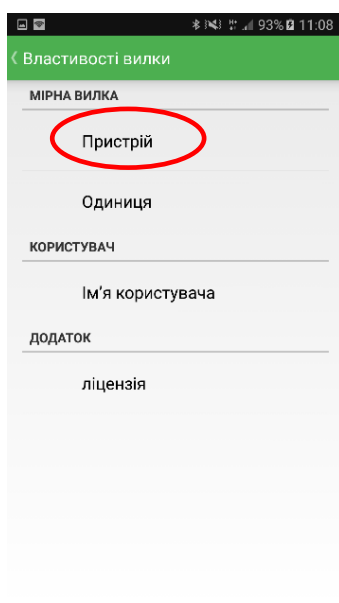 93% 11:08
Властивості вилки
МІРНА ВИЛКА
Пристрій
Одиниця
КОРИСТУВАЧ
Ім'я користувача
ДОДАТОК
ліцензія